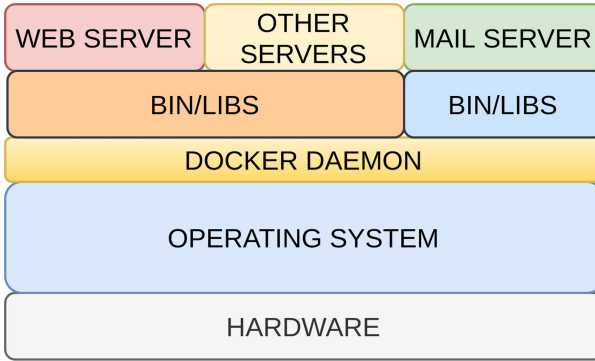 WEB SERVER
OTHER
SERVERS
MAIL SERVER
BIN/LIBS
BIN/LIBS
DOCKER DAEMON
OPERATING SYSTEM
HARDWARE